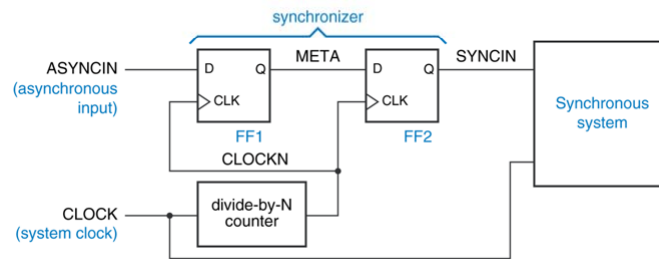 synchronizer
ASYNCIN
(asynchronous
input)
D
Q
CLK
FF1
META
D
Q
CLK
FF2
SYNCIN
Synchronous
system
CLOCKN
CLOCK
(system clock)
divide-by-N
counter